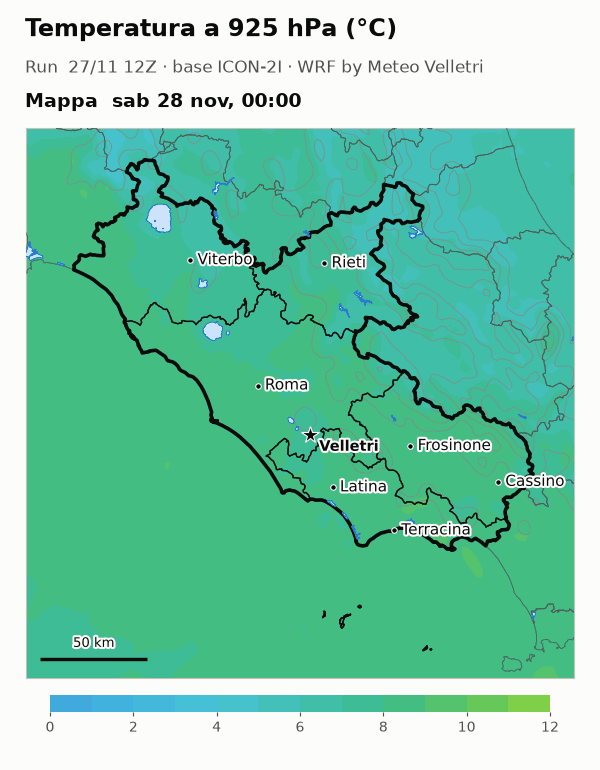 Temperatura a 925 hPa (°C)
Run  27/11 12Z · base ICON-2I · WRF by Meteo Velletri
Mappa  sab 28 nov, 00:00
Viterbo
Rieti
Roma
Velletri
Frosinone
Latina
Cassino
Terracina
50 km
0 2 4 6 8 10 12